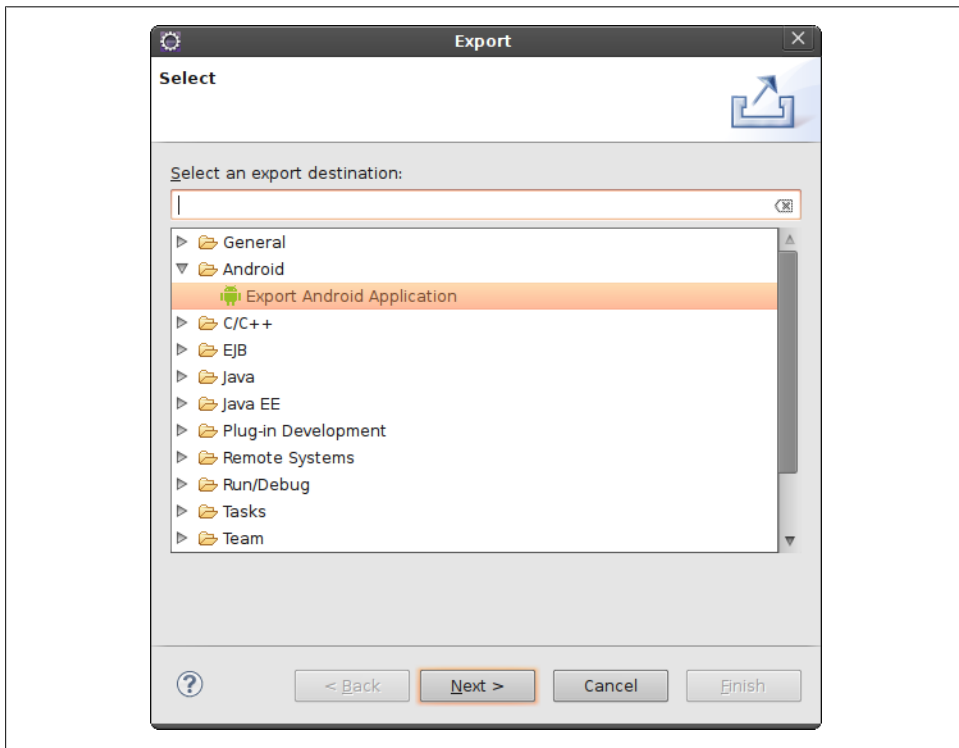 Export
Select
Select an export destination:
General
Android
Export Android Application
C/C++
EJB
Java
Java EE
Plug-in Development
Remote Systems
Run/Debug
Tasks
Team
?
< Back
Next >
Cancel
Finish